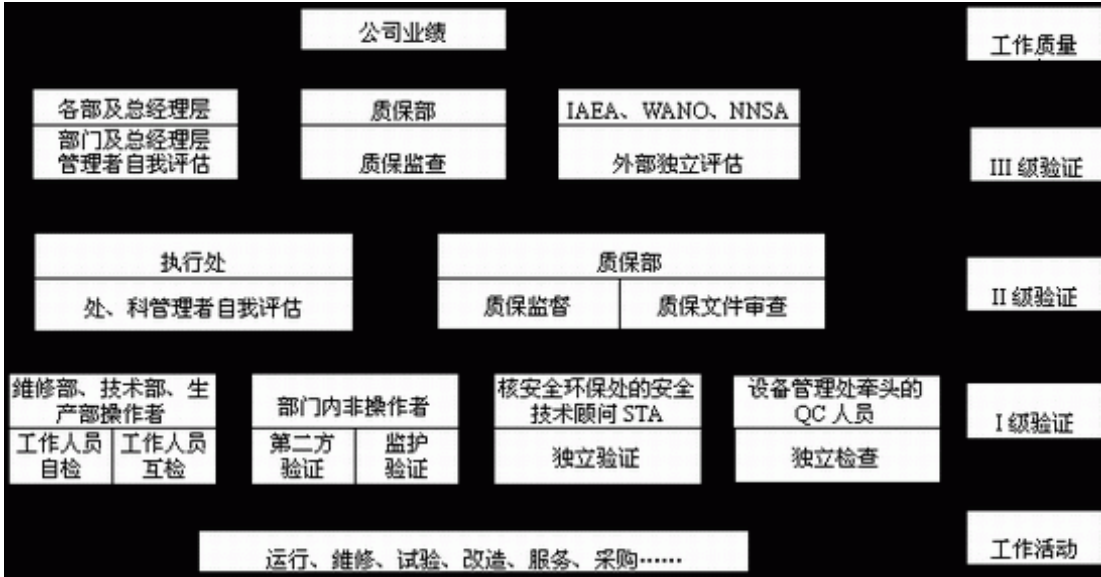 公司业绩
工作质量
各部及总经理层
部门及总经理层
管理者自我评估
质保部
质保监查
IAEA、WANO、NNSA
外部独立评估
III 级验证
执行处
处、科管理者自我评估
质保部
质保监督
质保文件审查
II 级验证
维修部、技术部、生
产部操作者
工作人员
自检
工作人员
互检
部门内非操作者
第二方
验证
监护
验证
核安全环保处的安全
技术顾问 STA
独立验证
设备管理处牵头的
QC 人员
独立检查
I 级验证
运行、维修、试验、改造、服务、采购……
工作活动